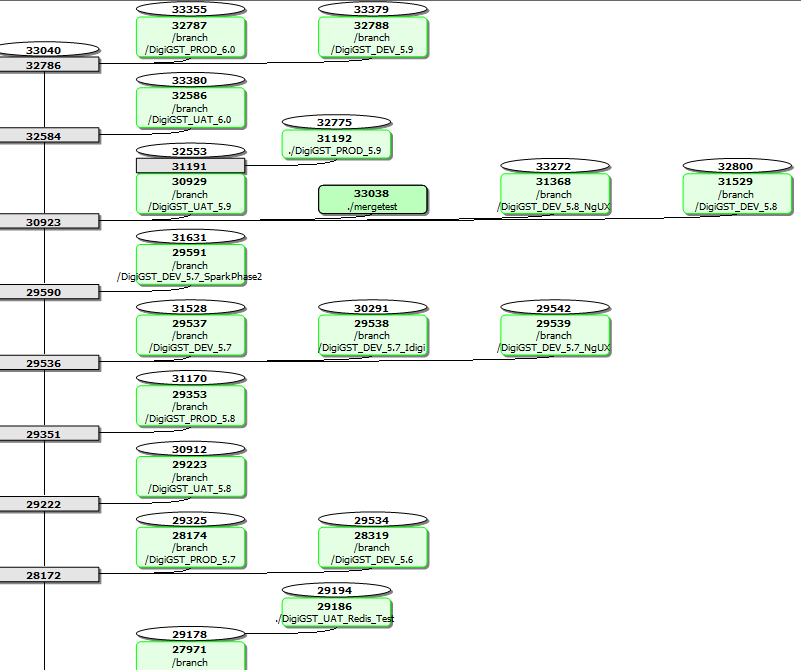 33355
32787
/branch
/DigiGST_PROD_6.0
33379
32788
/branch
/DigiGST_DEV_5.9
33040
32786
33380
32586
/branch
/DigiGST_UAT_6.0
32584
32775
31192
./DigiGST_PROD_5.9
32553
31191
30929
/branch
/DigiGST_UAT_5.9
33038
./mergetest
33272
31368
/branch
/DigiGST_DEV_5.8_NgUX
32800
31529
/branch
/DigiGST_DEV_5.8
30923
31631
29591
/branch
/DigiGST_DEV_5.7_SparkPhase2
29590
31528
29537
/branch
/DigiGST_DEV_5.7
30291
29538
/branch
/DigiGST_DEV_5.7_Idigi
29542
29539
/branch
/DigiGST_DEV_5.7_NgUX
29536
31170
29353
/branch
/DigiGST_PROD_5.8
29351
30912
29223
/branch
/DigiGST_UAT_5.8
29222
29325
28174
/branch
/DigiGST_PROD_5.7
29534
28319
/branch
/DigiGST_DEV_5.6
28172
29194
29186
./DigiGST_UAT_Redis_Test
29178
27971
/branch